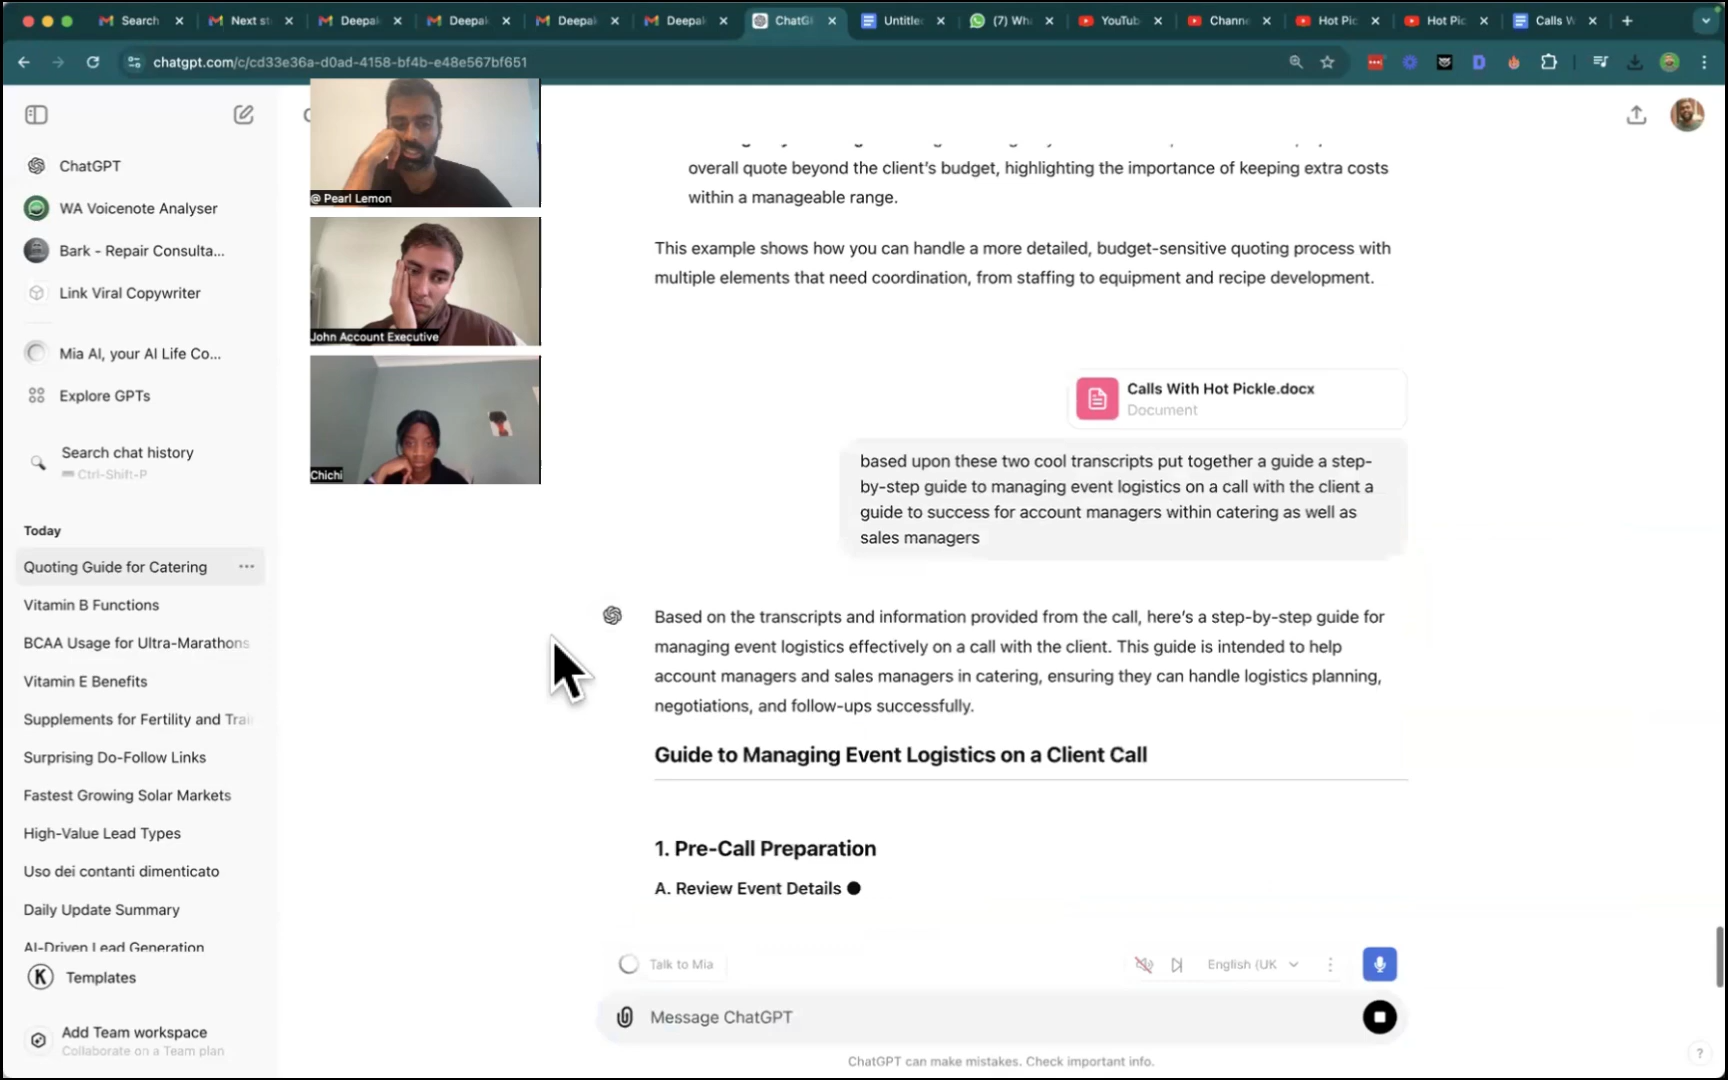 Search
Next st
Deepal
Deepal
Deepal
Deepal
ChatG
Untitle
(7) Wh
YouTub
Channe
Hot Pic
Hot Pic
Calls W
chatgpt.com/c/cd33e36a-d0ad-4158-bf4b-e48e567bf651
ChatGPT
WA Voicenote Analyser
Bark - Repair Consulta...
Link Viral Copywriter
Mia AI, your AI Life Co...
Explore GPTs
Search chat history
Ctrl-Shift-P
Today
Quoting Guide for Catering
Vitamin B Functions
BCAA Usage for Ultra-Marathons
Vitamin E Benefits
Supplements for Fertility and Trai
Surprising Do-Follow Links
Fastest Growing Solar Markets
High-Value Lead Types
Uso dei contanti dimenticato
Daily Update Summary
AI-Driven Lead Generation
K
Templates
Add Team workspace
Collaborate on a Team plan
@ Pearl Lemon
John Account Executive
Chichi
overall quote beyond the client's budget, highlighting the importance of keeping extra costs
within a manageable range.
This example shows how you can handle a more detailed, budget-sensitive quoting process with
multiple elements that need coordination, from staffing to equipment and recipe development.
Calls With Hot Pickle.docx
Document
based upon these two cool transcripts put together a guide a step-
by-step guide to managing event logistics on a call with the client a
guide to success for account managers within catering as well as
sales managers
Based on the transcripts and information provided from the call, here's a step-by-step guide for
managing event logistics effectively on a call with the client. This guide is intended to help
account managers and sales managers in catering, ensuring they can handle logistics planning,
negotiations, and follow-ups successfully.
Guide to Managing Event Logistics on a Client Call
1. Pre-Call Preparation
A. Review Event Details
Talk to Mia
English (UK
Message ChatGPT
ChatGPT can make mistakes. Check important info.
?